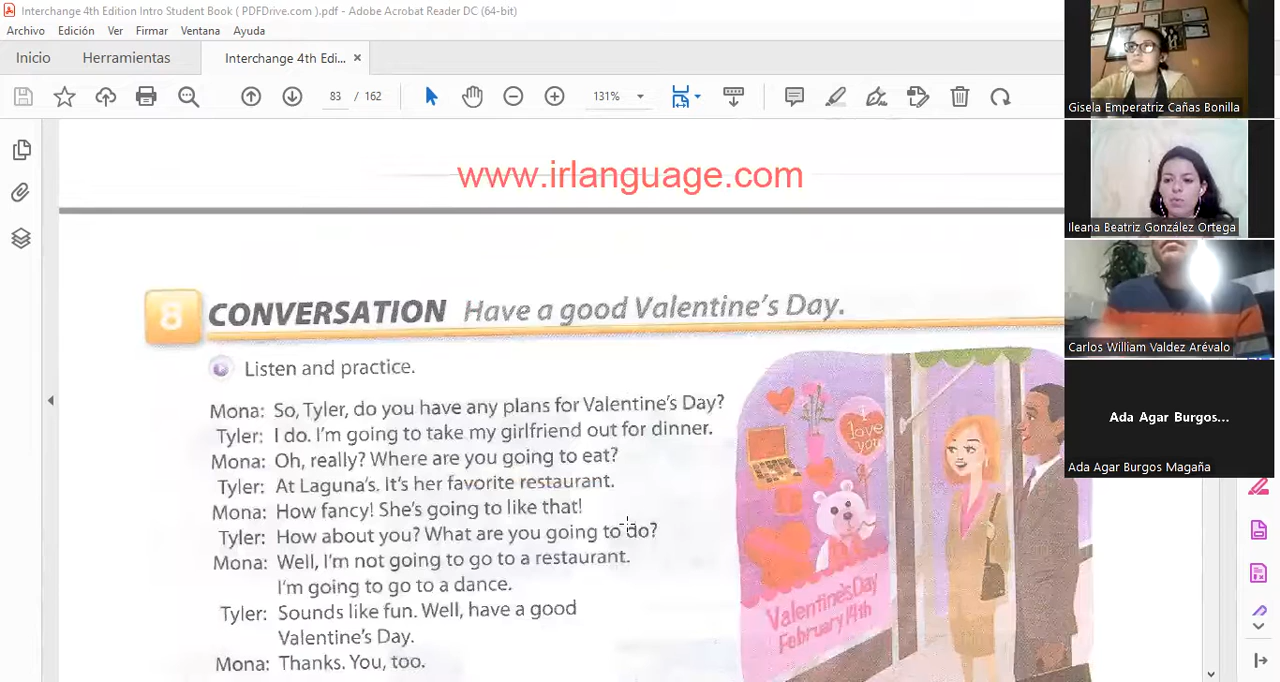 Interchange 4th Edition Intro Student Book ( PDFDrive.com ).pdf - Adobe Acrobat Reader DC (64-bit)
Archivo Edición Ver Firmar Ventana Ayuda
Inicio Herramientas Interchange 4th Edi... ×
83 / 162 131%
www.irlanguage.com
8 CONVERSATION Have a good Valentine's Day.
Listen and practice.
Mona: So, Tyler, do you have any plans for Valentine's Day?
Tyler: I do. I'm going to take my girlfriend out for dinner.
Mona: Oh, really? Where are you going to eat?
Tyler: At Laguna's. It's her favorite restaurant.
Mona: How fancy! She's going to like that!
Tyler: How about you? What are you going to do?
Mona: Well, I'm not going to go to a restaurant.
I'm going to go to a dance.
Tyler: Sounds like fun. Well, have a good
Valentine's Day.
Mona: Thanks. You, too.
I
love
you
Valentine's Day
February 14th
Gisela Emperatriz Cañas Bonilla
Ileana Beatriz González Ortega
Carlos William Valdez Arévalo
Ada Agar Burgos...
Ada Agar Burgos Magaña